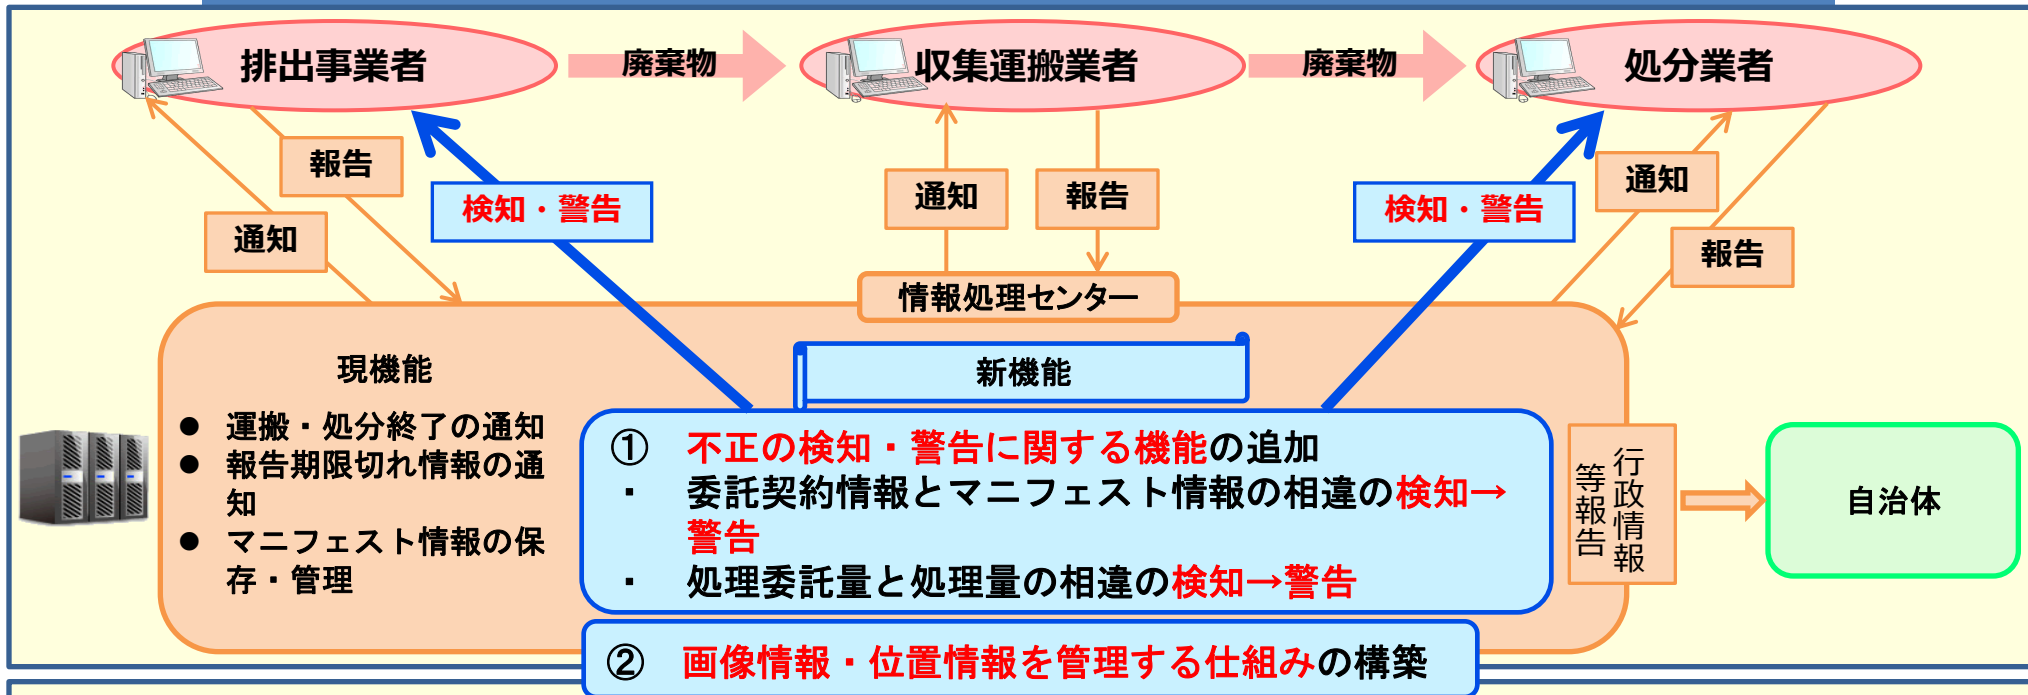 排出事業者
廃棄物
収集運搬業者
廃棄物
処分業者
報告
通知
検知・警告
通知
報告
検知・警告
通知
報告
情報処理センター
現機能
● 運搬・処分終了の通知
● 報告期限切れ情報の通
知
● マニフェスト情報の保
存・管理
新機能
① 不正の検知・警告に関する機能の追加
・ 委託契約情報とマニフェスト情報の相違の検知→
警告
・ 処理委託量と処理量の相違の検知→警告
② 画像情報・位置情報を管理する仕組みの構築
行政情報
等報告
自治体